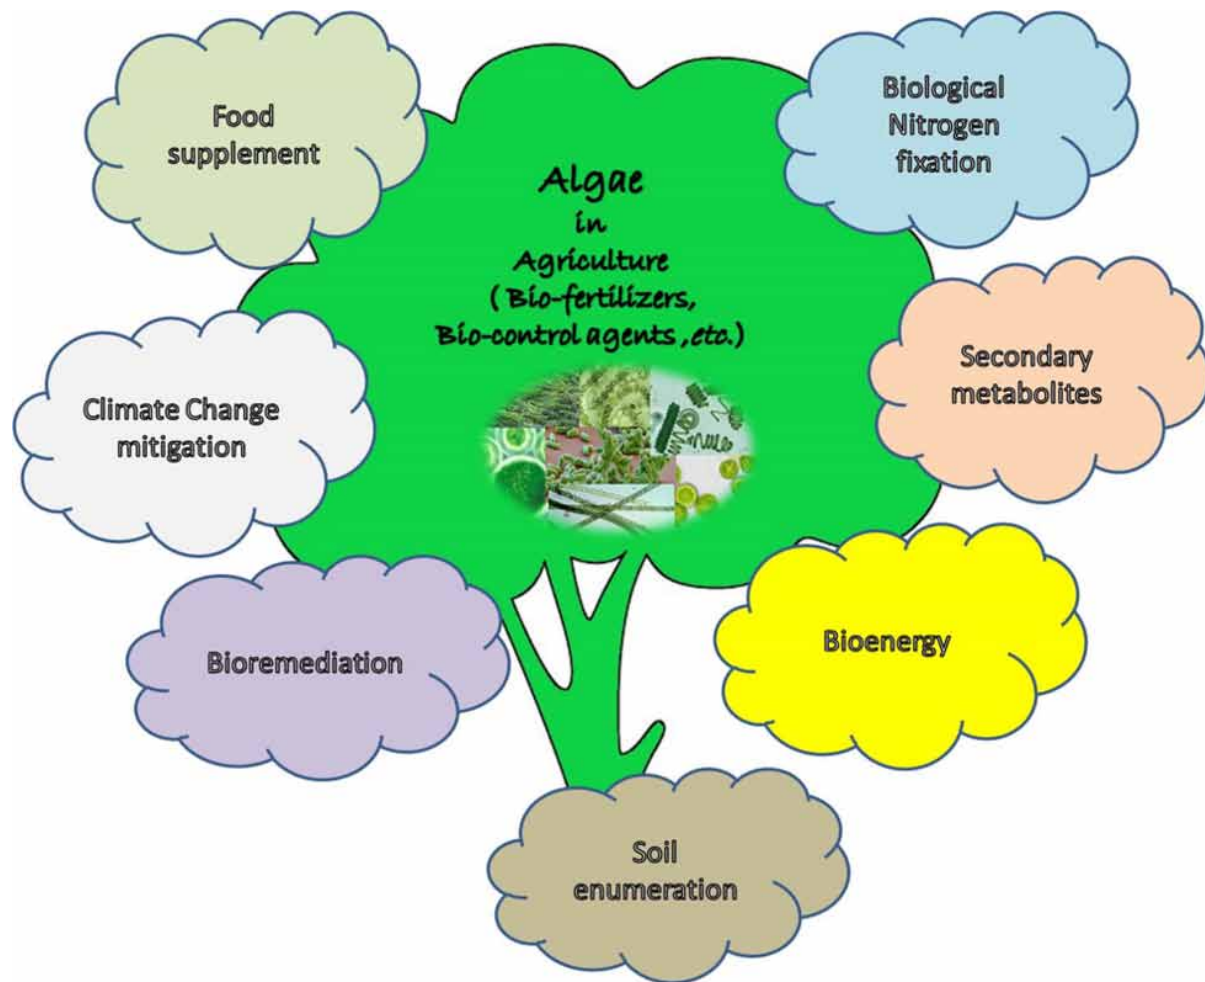 Food
supplement
Biological
Nitrogen
fixation
Algae
in
Agriculture
( Bio-fertilizers,
Bio-control agents ,etc.)
Secondary
metabolites
Climate Change
mitigation
Bioremediation
Bioenergy
Soil
enumeration